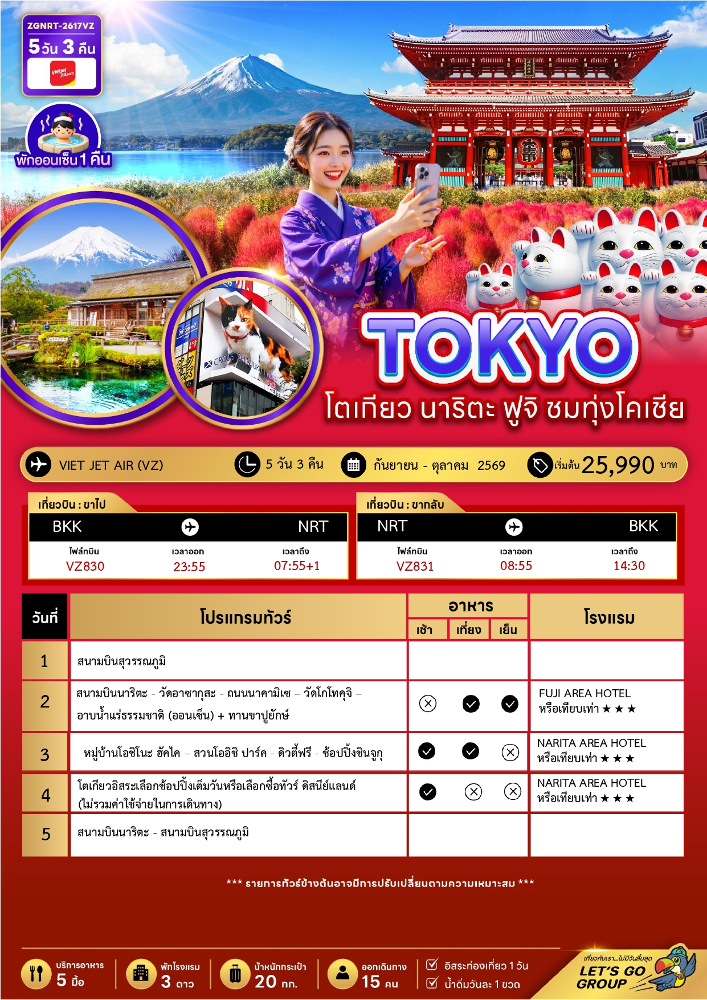 ZGNRT-2617VZ
5 วัน 3 คืน
vietjet
Air.com
พักออนเซ็น 1 คืน
CROSS SHINJUKU
TOKYO
โตเกียว นาริตะ ฟูจิ ชมทุ่งโคเชีย
VIET JET AIR (VZ) 5 วัน 3 คืน กันยายน - ตุลาคม 2569 เริ่มต้น 25,990 บาท
เที่ยวบิน : ขาไป
BKK NRT
ไฟล์ทบิน เวลาออก เวลาถึง
VZ830 23:55 07:55+1
เที่ยวบิน : ขากลับ
NRT BKK
ไฟล์ทบิน เวลาออก เวลาถึง
VZ831 08:55 14:30
วันที่ โปรแกรมทัวร์ อาหาร โรงแรม
เช้า เที่ยง เย็น
1 สนามบินสุวรรณภูมิ
2 สนามบินนาริตะ - วัดอาซากุสะ - ถนนนาคามิเซ – วัดโกโทคุจิ –
อาบน้ำแร่ธรรมชาติ (ออนเซ็น) + ทานขาปูยักษ์
FUJI AREA HOTEL
หรือเทียบเท่า ★ ★ ★
3 หมู่บ้านโอชิโนะ ฮัคไค – สวนโออิชิ ปาร์ค - ดิวตี้ฟรี - ช้อปปิ้งชินจูกุ
NARITA AREA HOTEL
หรือเทียบเท่า ★ ★ ★
4 โตเกียวอิสระเลือกช้อปปิ้งเต็มวันหรือเลือกซื้อทัวร์ ดิสนีย์แลนด์
(ไม่รวมค่าใช้จ่ายในการเดินทาง)
NARITA AREA HOTEL
หรือเทียบเท่า ★ ★ ★
5 สนามบินนาริตะ - สนามบินสุวรรณภูมิ
*** รายการทัวร์ข้างต้นอาจมีการปรับเปลี่ยนตามความเหมาะสม ***
บริการอาหาร
5 มื้อ
พักโรงแรม
3 ดาว
น้ำหนักกระเป๋า
20 กก.
ออกเดินทาง
15 คน
อิสระท่องเที่ยว 1 วัน
น้ำดื่มวันละ 1 ขวด
เที่ยวกับเรา...ไม่มีวันสิ้นสุด
LET'S GO
GROUP